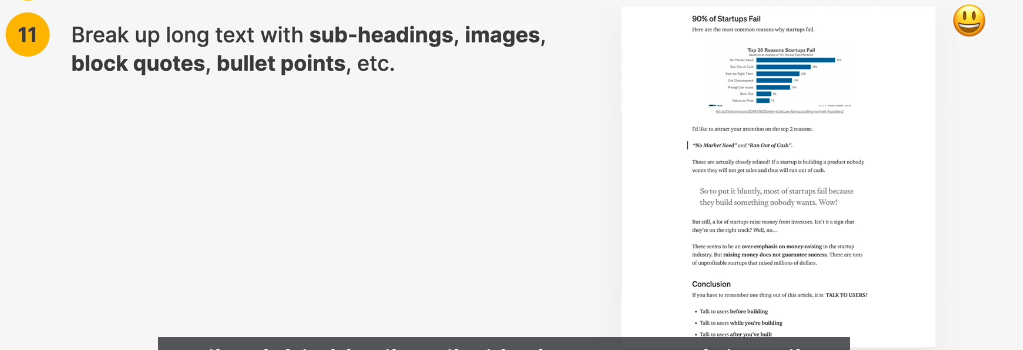 11
Break up long text with sub-headings, images,
block quotes, bullet points, etc.
90% of Startups Fail
Here are the most common reasons why startups fail.
Top 20 Reasons Startups Fail
No Market Need
Ran Out of Cash
Not the Right Team
Get Outcompeted
Pricing/Cost Issues
Burn Out
Failure to Pivot
I'd like to attract your attention on the top 2 reasons.
"No Market Need" and "Ran Out of Cash".
Those are actually closely related! If a startup is building a product nobody
wants they will not get sales and thus will run out of cash.
So to put it bluntly, most of startups fail because
they build something nobody wants. Wow!
But still, a lot of startups raise money from investors. Isn't it a sign that
they're on the right track? Well, no...
There seems to be an over-emphasis on money-raising in the startup
industry. But raising money does not guarantee success. There are tons
of unprofitable startups that raised millions of dollars.
Conclusion
If you have to remember one thing out of this article, it is: TALK TO USERS!
• Talk to users before building
• Talk to users while you're building
• Talk to users after you've built